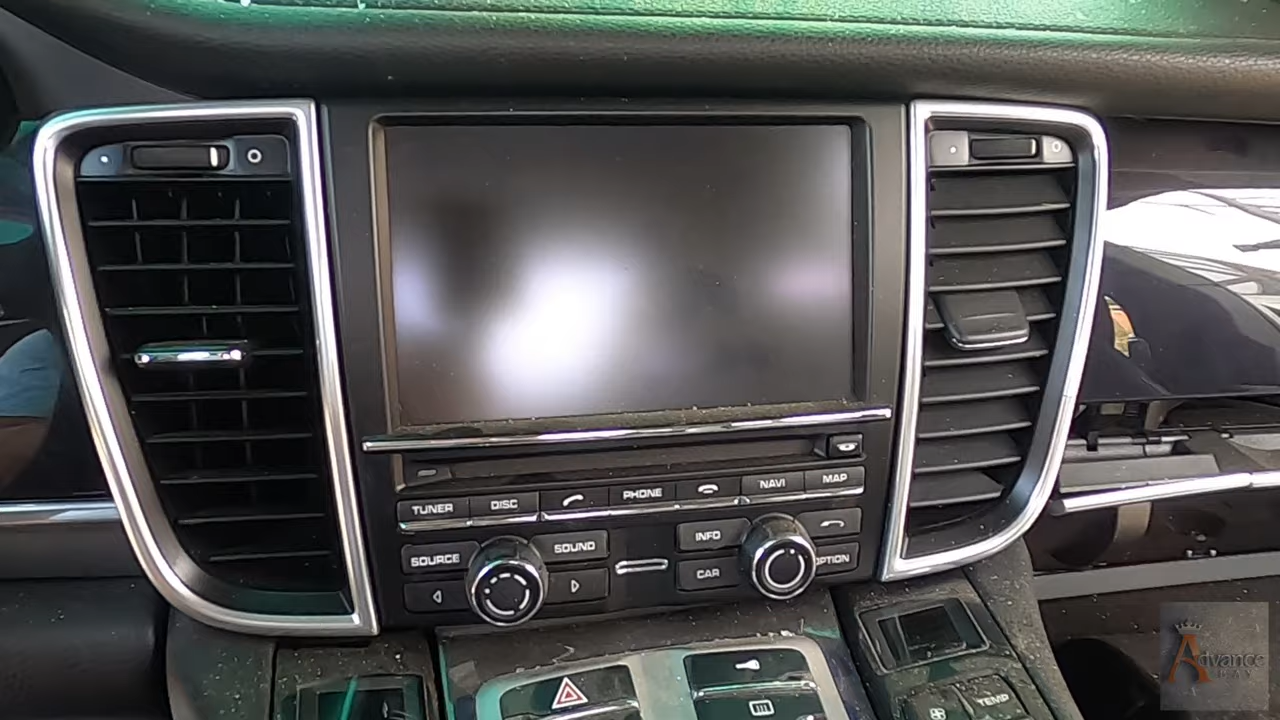 TUNER DISC PHONE NAVI MAP
SOURCE SOUND INFO OPTION
CAR
TEMP
Advance